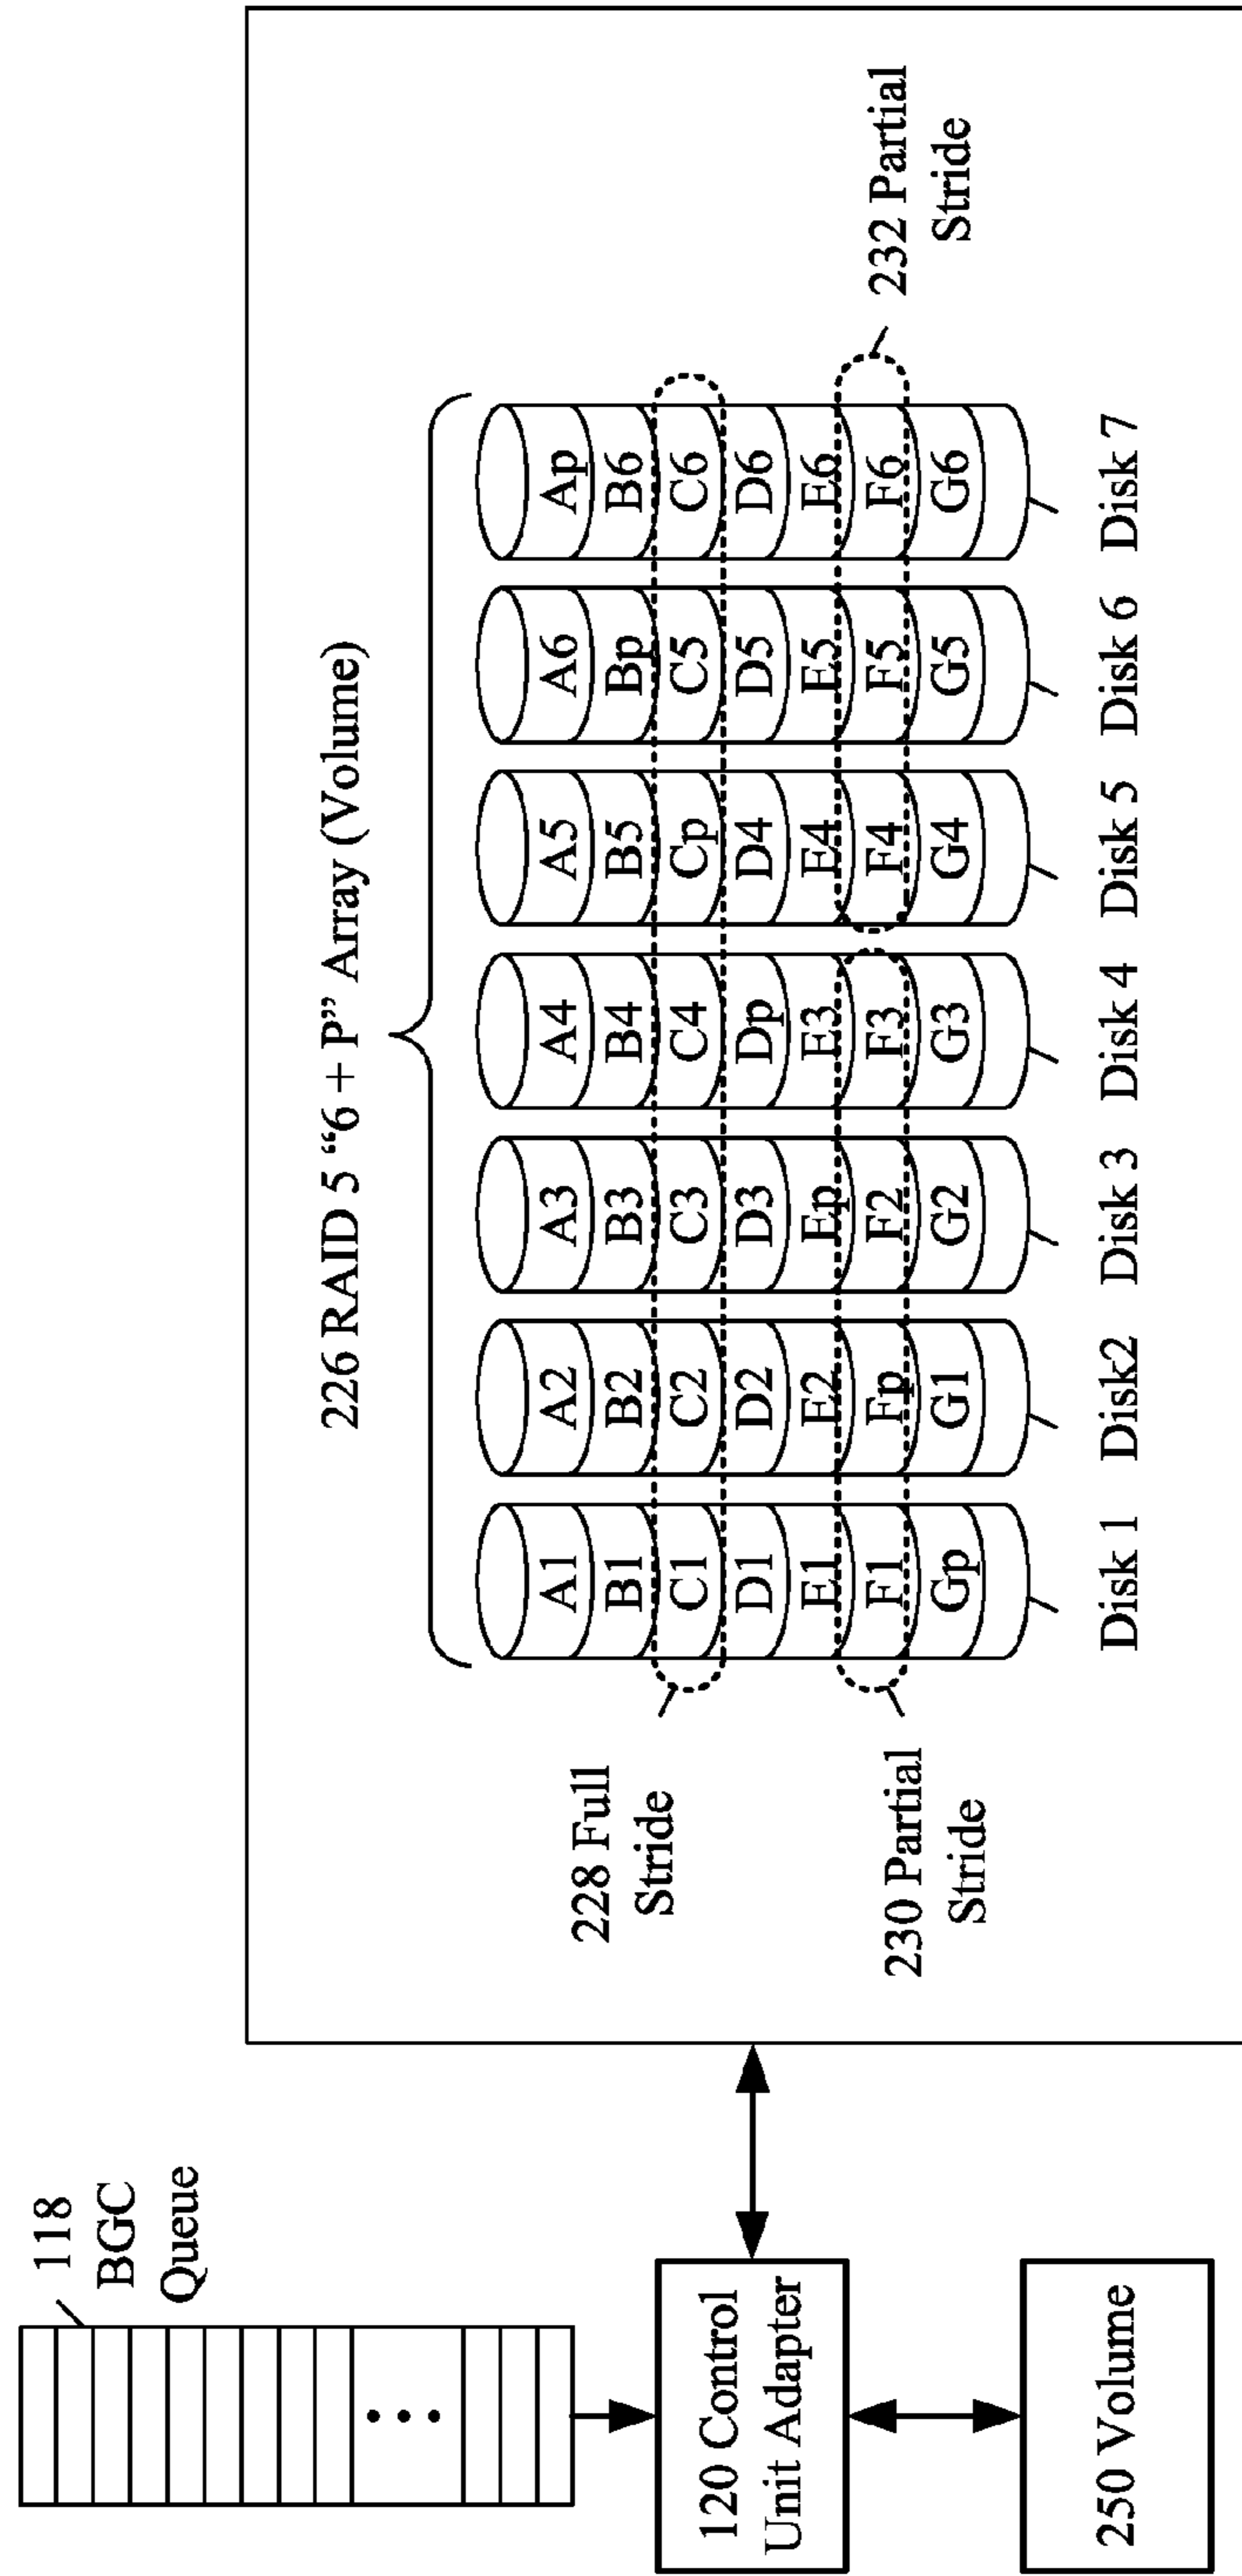 118
BGC
Queue
120 Control
Unit Adapter
250 Volume
226 RAID 5 “6 + P” Array (Volume)
A1 A2 A3 A4 A5 A6 Ap
B1 B2 B3 B4 B5 Bp B6
C1 C2 C3 C4 Cp C5 C6
D1 D2 D3 Dp D4 D5 D6
E1 E2 Ep E3 E4 E5 E6
F1 Fp F2 F3 F4 F5 F6
Gp G1 G2 G3 G4 G5 G6
228 Full
Stride
230 Partial
Stride
232 Partial
Stride
Disk 1 Disk2 Disk 3 Disk 4 Disk 5 Disk 6 Disk 7